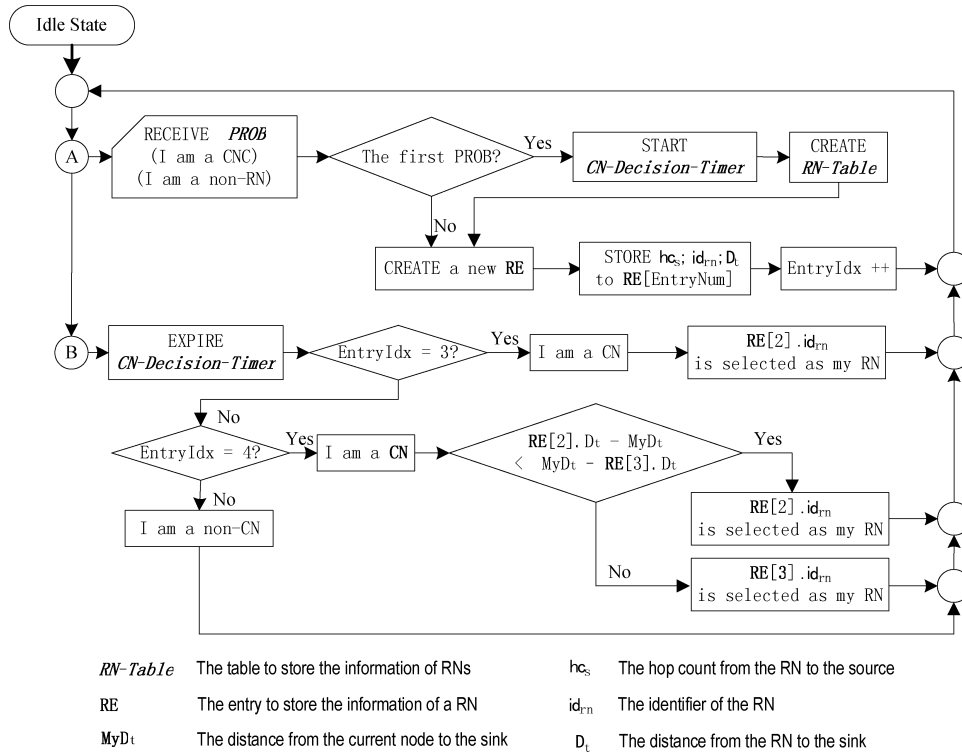 Idle State
A
RECEIVE PROB
(I am a CNC)
(I am a non-RN)
The first PROB?
Yes
START
CN-Decision-Timer
CREATE
RN-Table
No
CREATE a new RE
STORE hcs; idrn; Dt
to RE[EntryNum]
EntryIdx ++
B
EXPIRE
CN-Decision-Timer
EntryIdx = 3?
Yes
I am a CN
RE[2].idrn
is selected as my RN
No
EntryIdx = 4?
Yes
I am a CN
RE[2].Dt - MyDt
< MyDt - RE[3].Dt
Yes
RE[2].idrn
is selected as my RN
No
I am a non-CN
No
RE[3].idrn
is selected as my RN
RN-Table The table to store the information of RNs
hcs The hop count from the RN to the source
RE The entry to store the information of a RN
idrn The identifier of the RN
MyDt The distance from the current node to the sink
Dt The distance from the RN to the sink